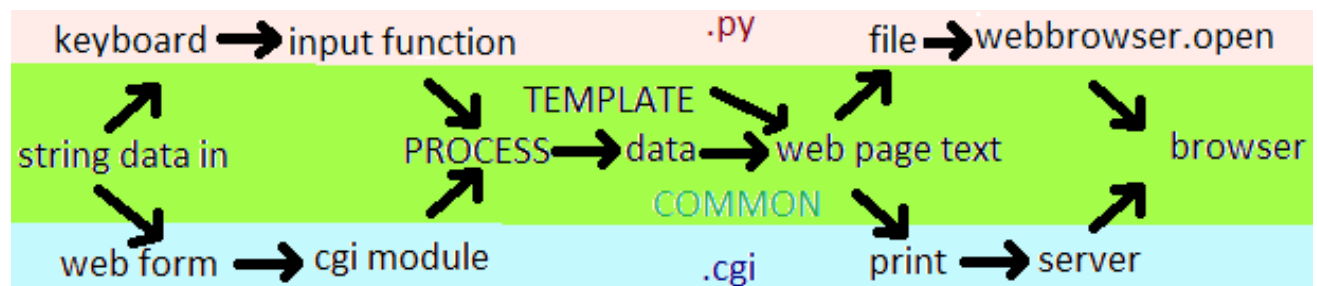 keyboard input function .py file webbrowser.open
TEMPLATE
string data in PROCESS data web page text browser
COMMON
web form cgi module .cgi print server